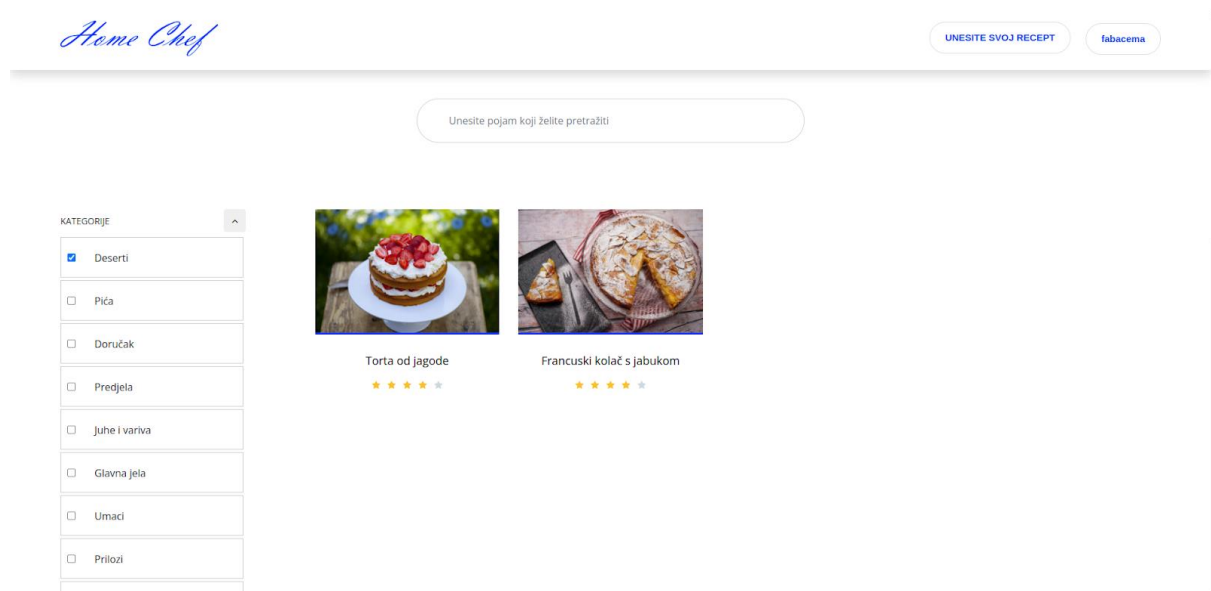 Home Chef
UNESITE SVOJ RECEPT
fabacema
Unesite pojam koji želite pretražiti
KATEGORIJE
Deserti
Pića
Doručak
Predjela
Juhe i variva
Glavna jela
Umaci
Prilozi
Torta od jagode
Francuski kolač s jabukom